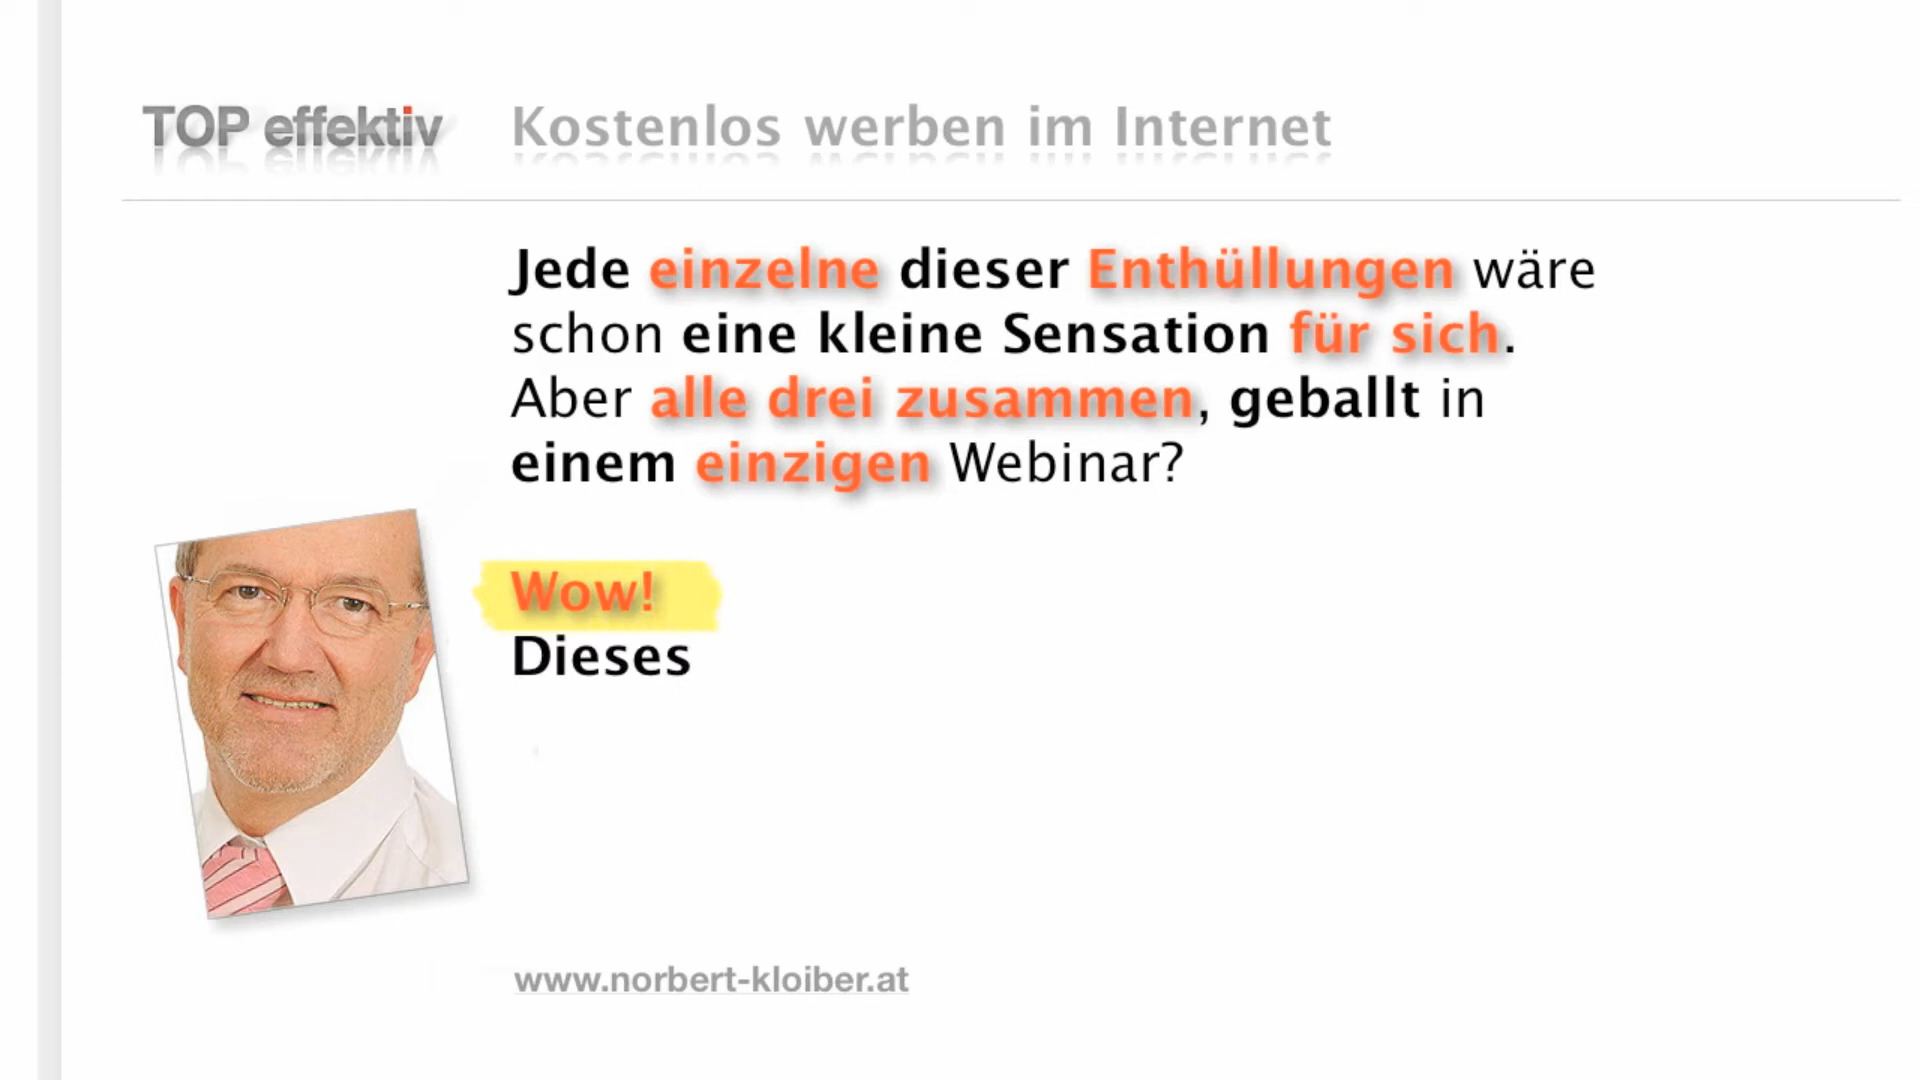 TOP effektiv
Kostenlos werben im Internet
Jede einzelne dieser Enthüllungen wäre
schon eine kleine Sensation für sich.
Aber alle drei zusammen, geballt in
einem einzigen Webinar?
Wow!
Dieses
www.norbert-kloiber.at